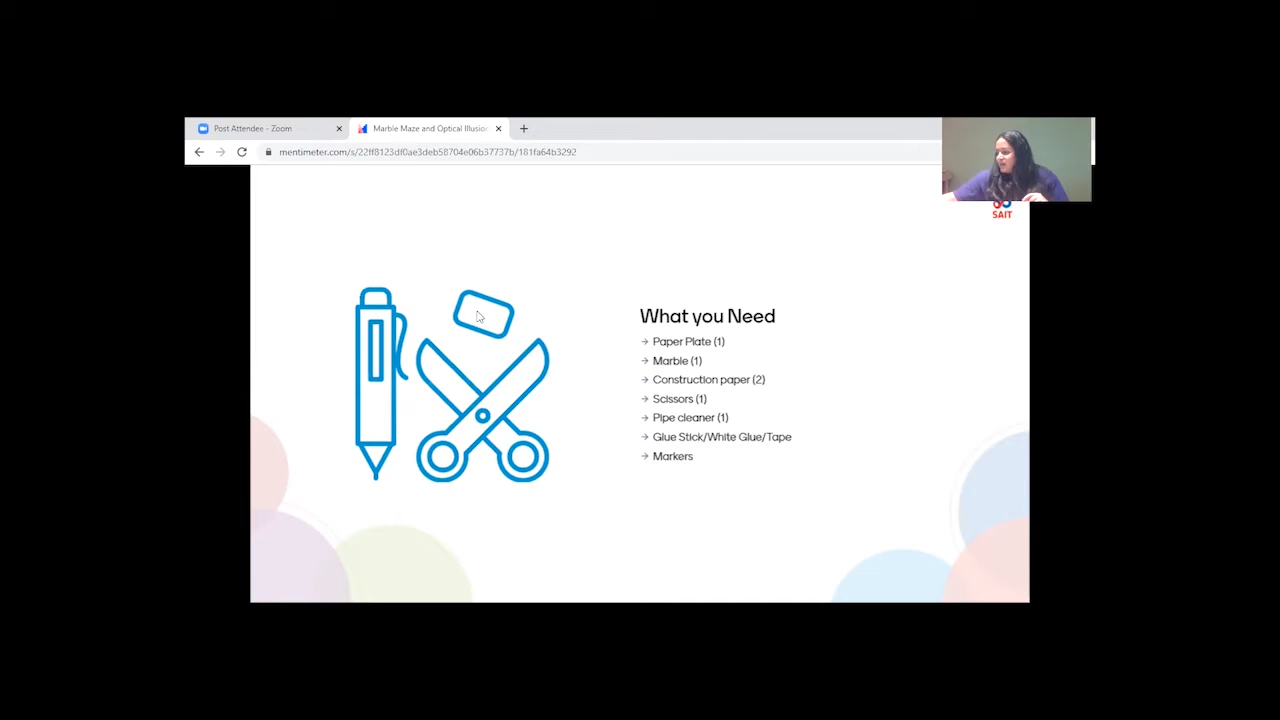 Post Attendee - Zoom
Marble Maze and Optical Illusio
mentimeter.com/s/22ff8123df0ae3deb58704e06b37737b/181fa64b3292
SAIT
What you Need
→ Paper Plate (1)
→ Marble (1)
→ Construction paper (2)
→ Scissors (1)
→ Pipe cleaner (1)
→ Glue Stick/White Glue/Tape
→ Markers